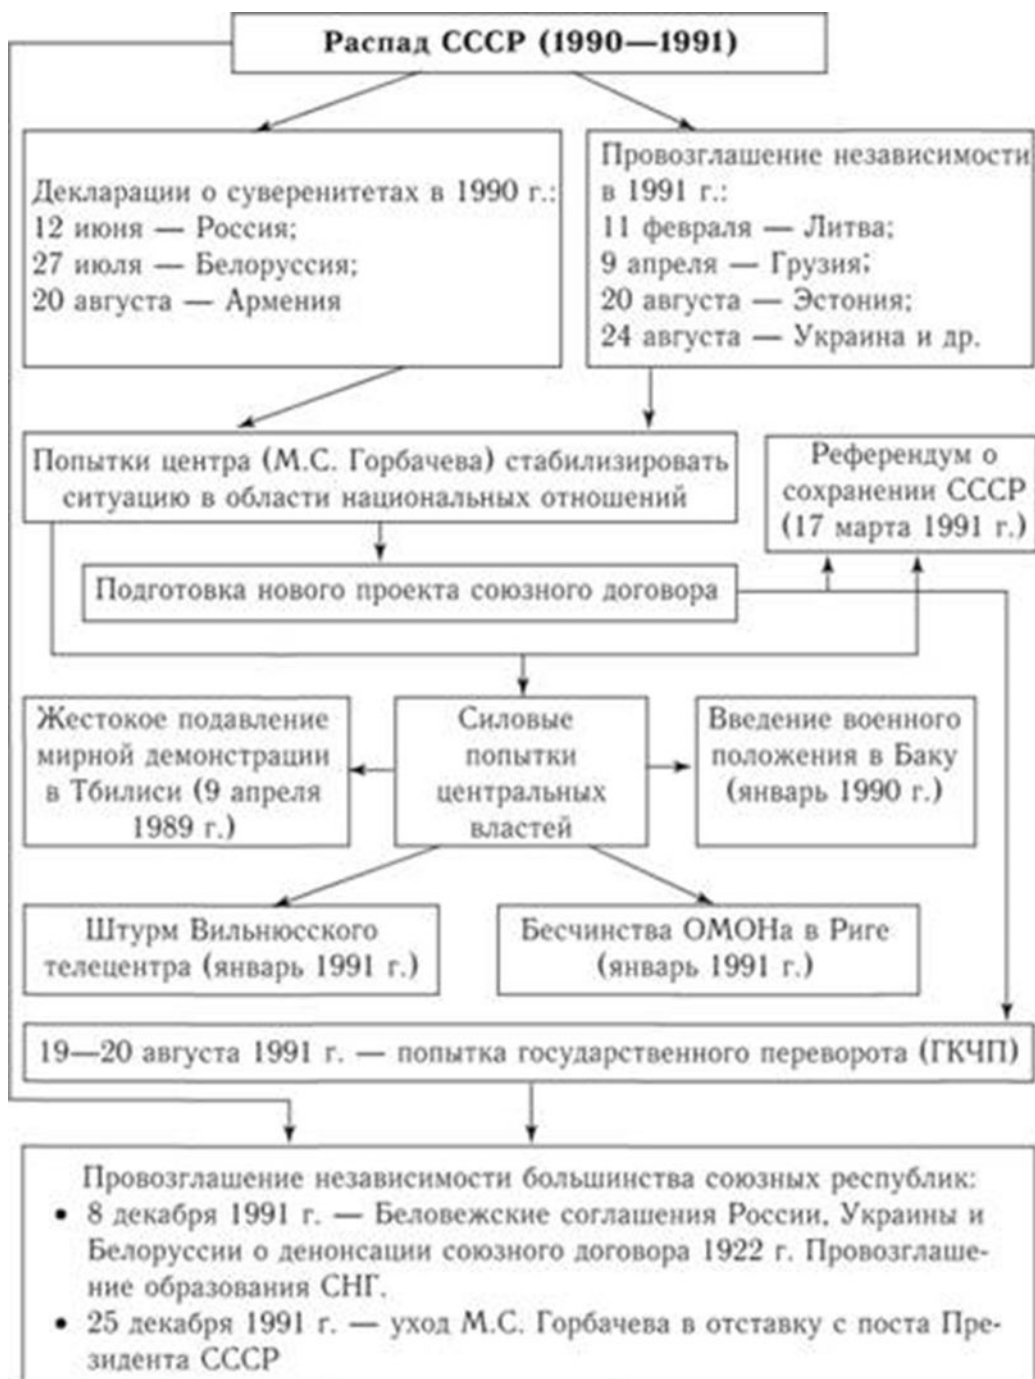 Распад СССР (1990—1991)
Декларации о суверенитетах в 1990 г.:
12 июня — Россия;
27 июля — Белоруссия;
20 августа — Армения
Провозглашение независимости
в 1991 г.:
11 февраля — Литва;
9 апреля — Грузия;
20 августа — Эстония;
24 августа — Украина и др.
Попытки центра (М.С. Горбачева) стабилизировать
ситуацию в области национальных отношений
Референдум о
сохранении СССР
(17 марта 1991 г.)
Подготовка нового проекта союзного договора
Жестокое подавление
мирной демонстрации
в Тбилиси (9 апреля
1989 г.)
Силовые
попытки
центральных
властей
Введение военного
положения в Баку
(январь 1990 г.)
Штурм Вильнюсского
телецентра (январь 1991 г.)
Бесчинства ОМОНа в Риге
(январь 1991 г.)
19—20 августа 1991 г. — попытка государственного переворота (ГКЧП)
Провозглашение независимости большинства союзных республик:
• 8 декабря 1991 г. — Беловежские соглашения России, Украины и
Белоруссии о денонсации союзного договора 1922 г. Провозглаше-
ние образования СНГ.
• 25 декабря 1991 г. — уход М.С. Горбачева в отставку с поста Пре-
зидента СССР